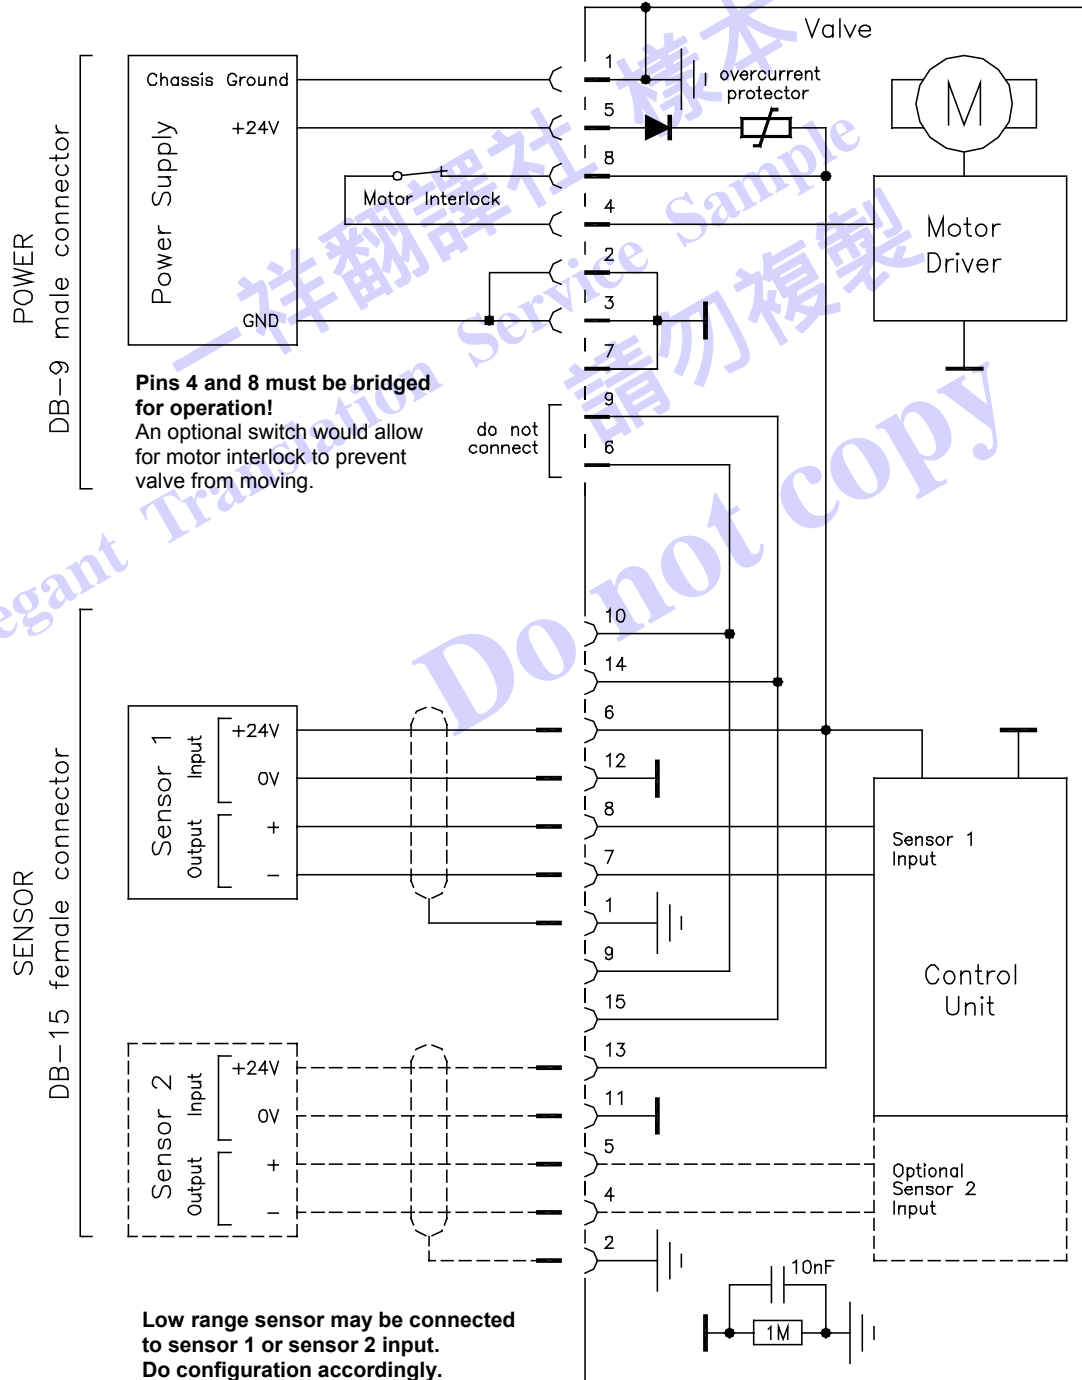 Valve
POWER
DB-9 male connector
Power Supply
Chassis Ground
+24V
GND
Motor Interlock
1
5
8
4
2
3
7
9
6
overcurrent
protector
M
Motor
Driver
Pins 4 and 8 must be bridged
for operation!
An optional switch would allow
for motor interlock to prevent
valve from moving.
do not
connect
SENSOR
DB-15 female connector
10
14
6
12
8
7
1
9
15
13
11
5
4
2
Sensor 1
Input
Output
+24V
0V
+
-
Sensor 1
Input
Control
Unit
Sensor 2
Input
Output
+24V
0V
+
-
Optional
Sensor 2
Input
10nF
1M
Low range sensor may be connected
to sensor 1 or sensor 2 input.
Do configuration accordingly.
一祥翻譯社 樣本
egant Translation Service Sample
請勿複製
Do not copy